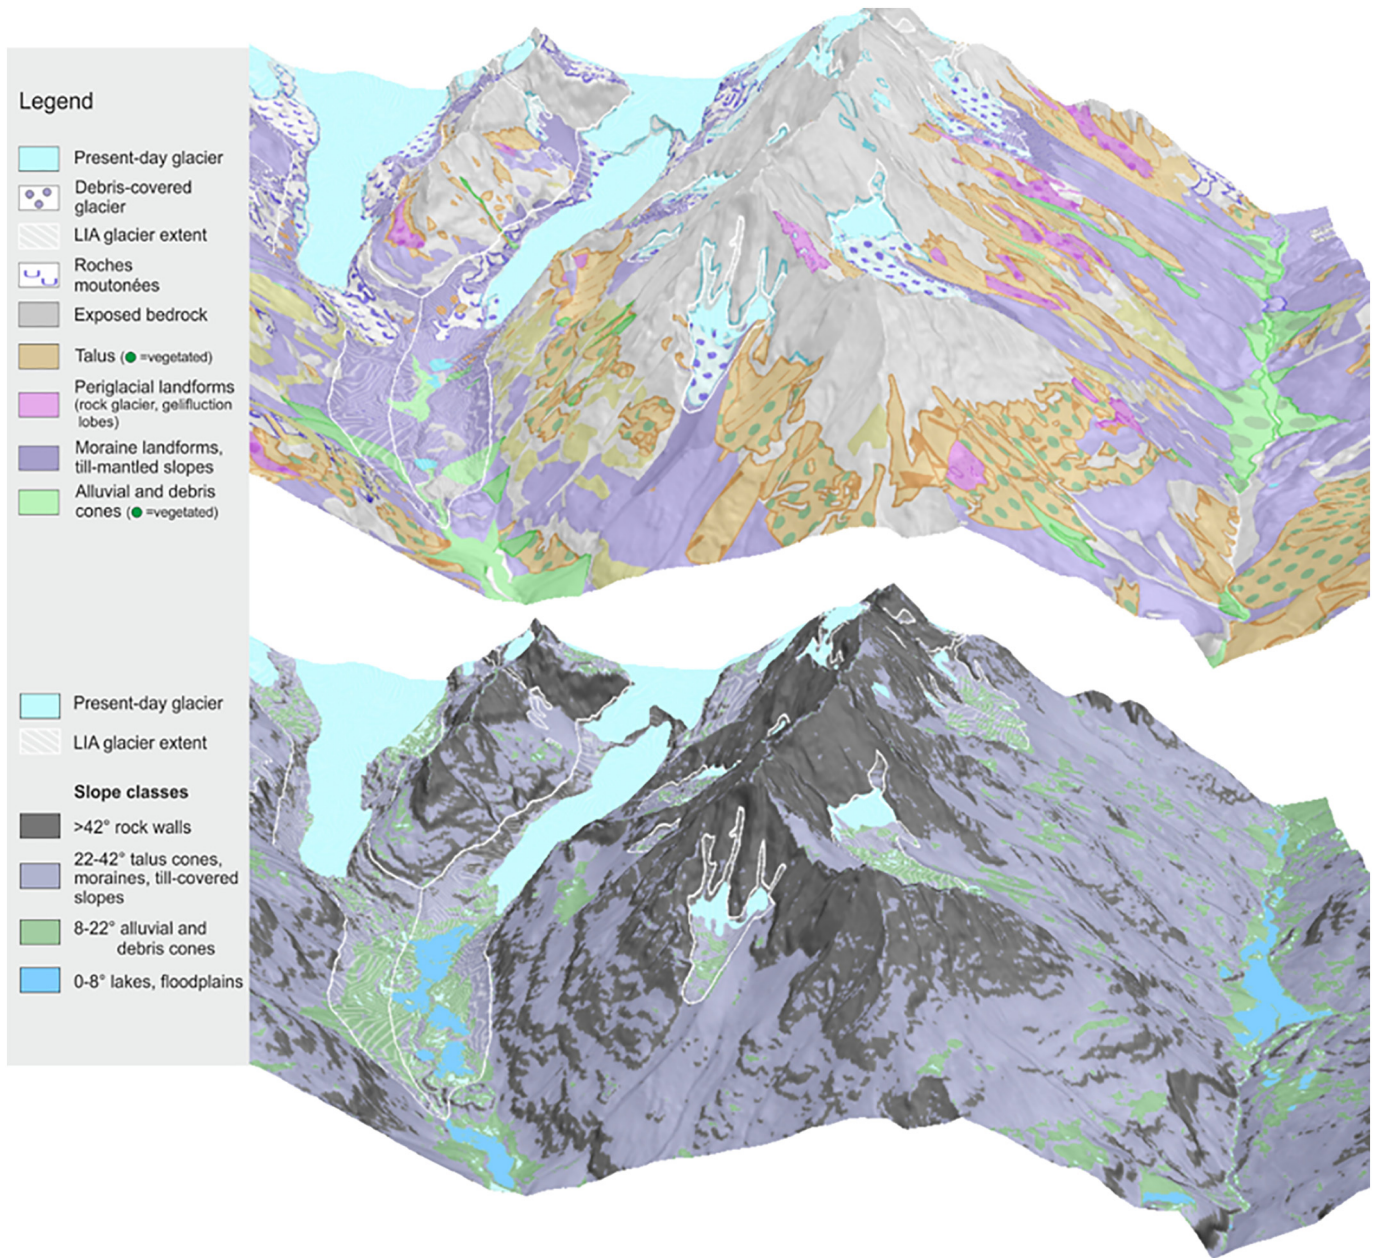 Legend
Present-day glacier
Debris-covered
glacier
LIA glacier extent
Roches
moutonées
Exposed bedrock
Talus (●=vegetated)
Periglacial landforms
(rock glacier, gelifluction
lobes)
Moraine landforms,
till-mantled slopes
Alluvial and debris
cones (●=vegetated)
Present-day glacier
LIA glacier extent
Slope classes
>42° rock walls
22-42° talus cones,
moraines, till-covered
slopes
8-22° alluvial and
debris cones
0-8° lakes, floodplains